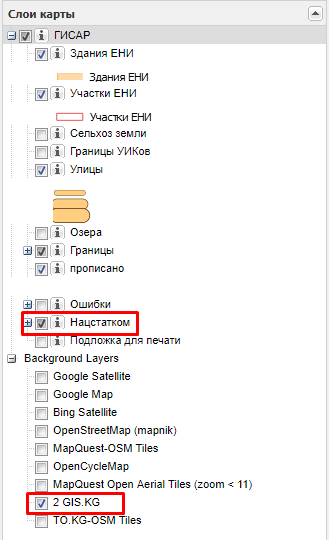 Слои карты
ГИСАР
Здания ЕНИ
Здания ЕНИ
Участки ЕНИ
Участки ЕНИ
Сельхоз земли
Границы УИКов
Улицы
Озера
Границы
прописано
Ошибки
Нацстатком
Подложка для печати
Background Layers
Google Satellite
Google Map
Bing Satellite
OpenStreetMap (mapnik)
MapQuest-OSM Tiles
OpenCycleMap
MapQuest Open Aerial Tiles (zoom < 11)
2 GIS.KG
TO.KG-OSM Tiles